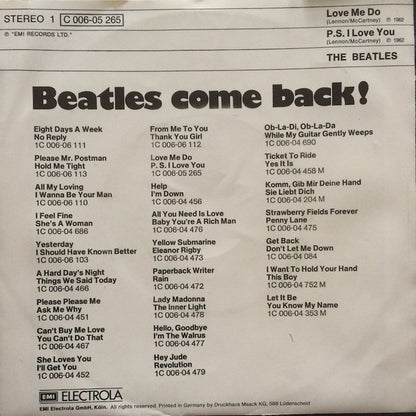 STEREO 1 C 006-05 265
℗ "EMI RECORDS LTD."
Love Me Do
(Lennon/McCartney) ℗ 1962
P.S. I Love You
(Lennon/McCartney) ℗ 1962
THE BEATLES
Beatles come back!
Eight Days A Week
No Reply
1C 006-06 111
Please Mr. Postman
Hold Me Tight
1C 006-06 113
All My Loving
I Wanna Be Your Man
1C 006-06 110
I Feel Fine
She's A Woman
1C 006-04 686
Yesterday
I Should Have Known Better
1C 006-06 103
A Hard Day's Night
Things We Said Today
1C 006-04 466
Please Please Me
Ask Me Why
1C 006-04 451
Can't Buy Me Love
You Can't Do That
1C 006-04 467
She Loves You
I'll Get You
1C 006-04 452
From Me To You
Thank You Girl
1C 006-06 112
Love Me Do
P. S. I Love You
1C 006-05 265
Help
I'm Down
1C 006-04 456
All You Need Is Love
Baby You're A Rich Man
1C 006-04 476
Yellow Submarine
Eleanor Rigby
1C 006-04 473
Paperback Writer
Rain
1C 006-04 472
Lady Madonna
The Inner Light
1C 006-04 478
Hello, Goodbye
I'm The Walrus
1C 006-04 477
Hey Jude
Revolution
1C 006-04 479
Ob-La-Di, Ob-La-Da
While My Guitar Gently Weeps
1C 006-04 690
Ticket To Ride
Yes It Is
1C 006-04 458 M
Komm, Gib Mir Deine Hand
Sie Liebt Dich
1C 006-04 204 M
Strawberry Fields Forever
Penny Lane
1C 006-04 475
Get Back
Don't Let Me Down
1C 006-04 084
I Want To Hold Your Hand
This Boy
1C 006-04 752 M
Let It Be
You Know My Name
1C 006-04 353 M
EMI ELECTROLA
EMI Electrola GmbH, Köln. All rights reserved. Printed in Germany by Druckhaus Maack KG, 588 Lüdenscheid